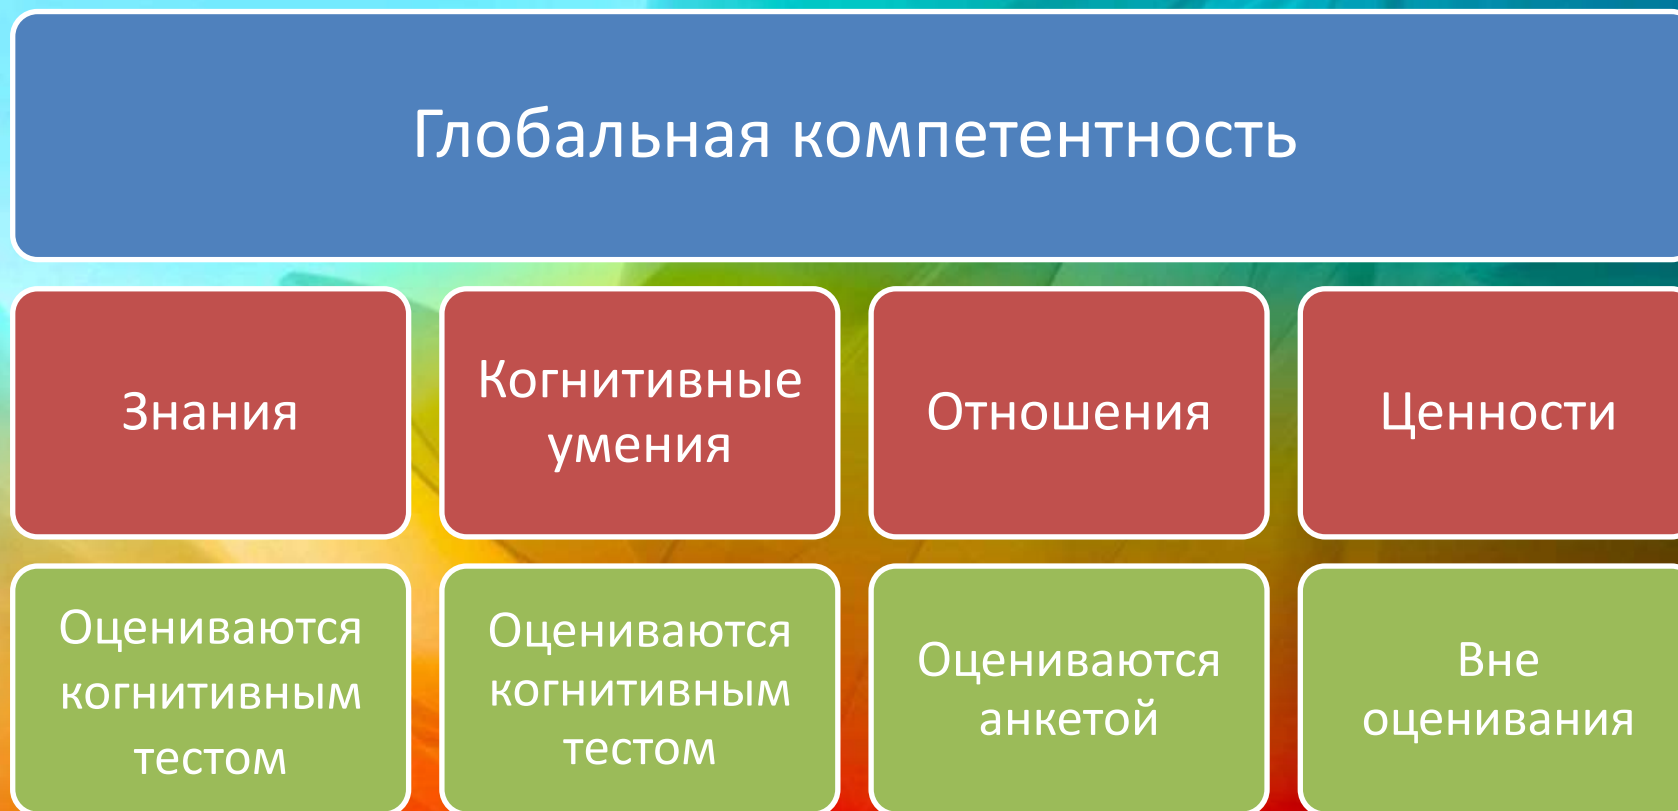 Глобальная компетентность
Знания
Когнитивные
умения
Отношения
Ценности
Оцениваются
когнитивным
тестом
Оцениваются
когнитивным
тестом
Оцениваются
анкетой
Вне
оценивания